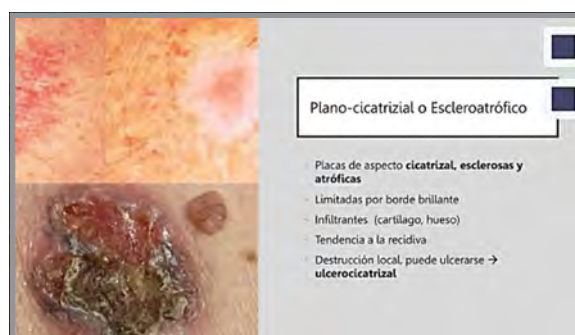 Plano-cicatrizial o Escleroatrófico
Placas de aspecto cicatrizal, esclerosas y
atróficas
Limitadas por borde brillante
Infiltrantes (cartílago, hueso)
Tendencia a la recidiva
Destrucción local, puede ulcerarse →
ulcerocicatrizal